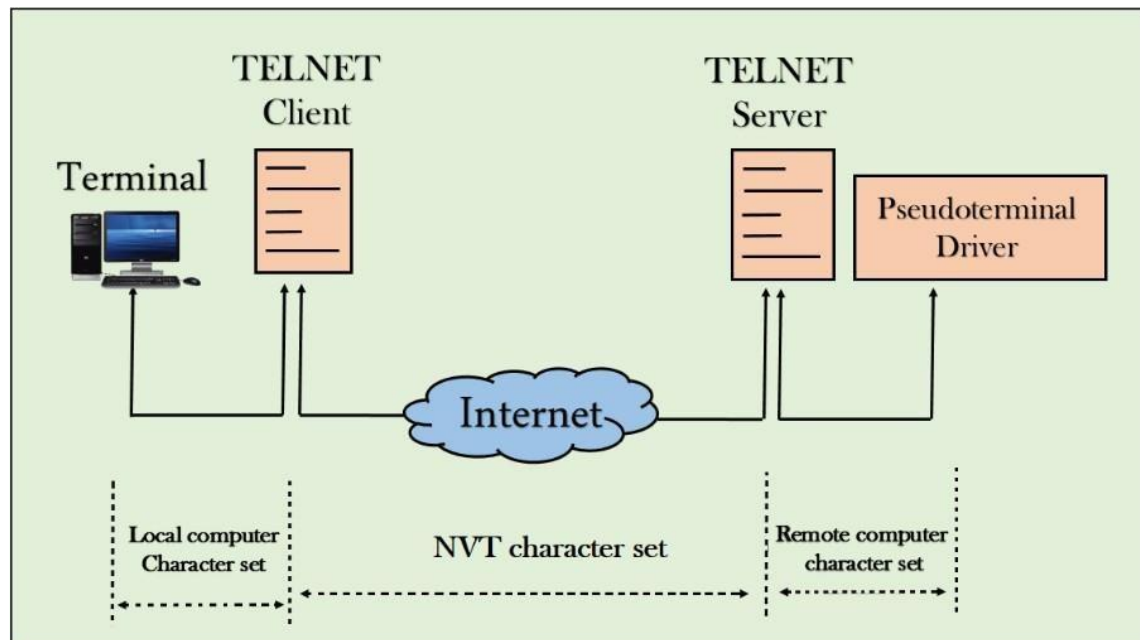 TELNET
Client
TELNET
Server
Terminal
Pseudoterminal
Driver
Internet
Local computer
Character set
NVT character set
Remote computer
character set